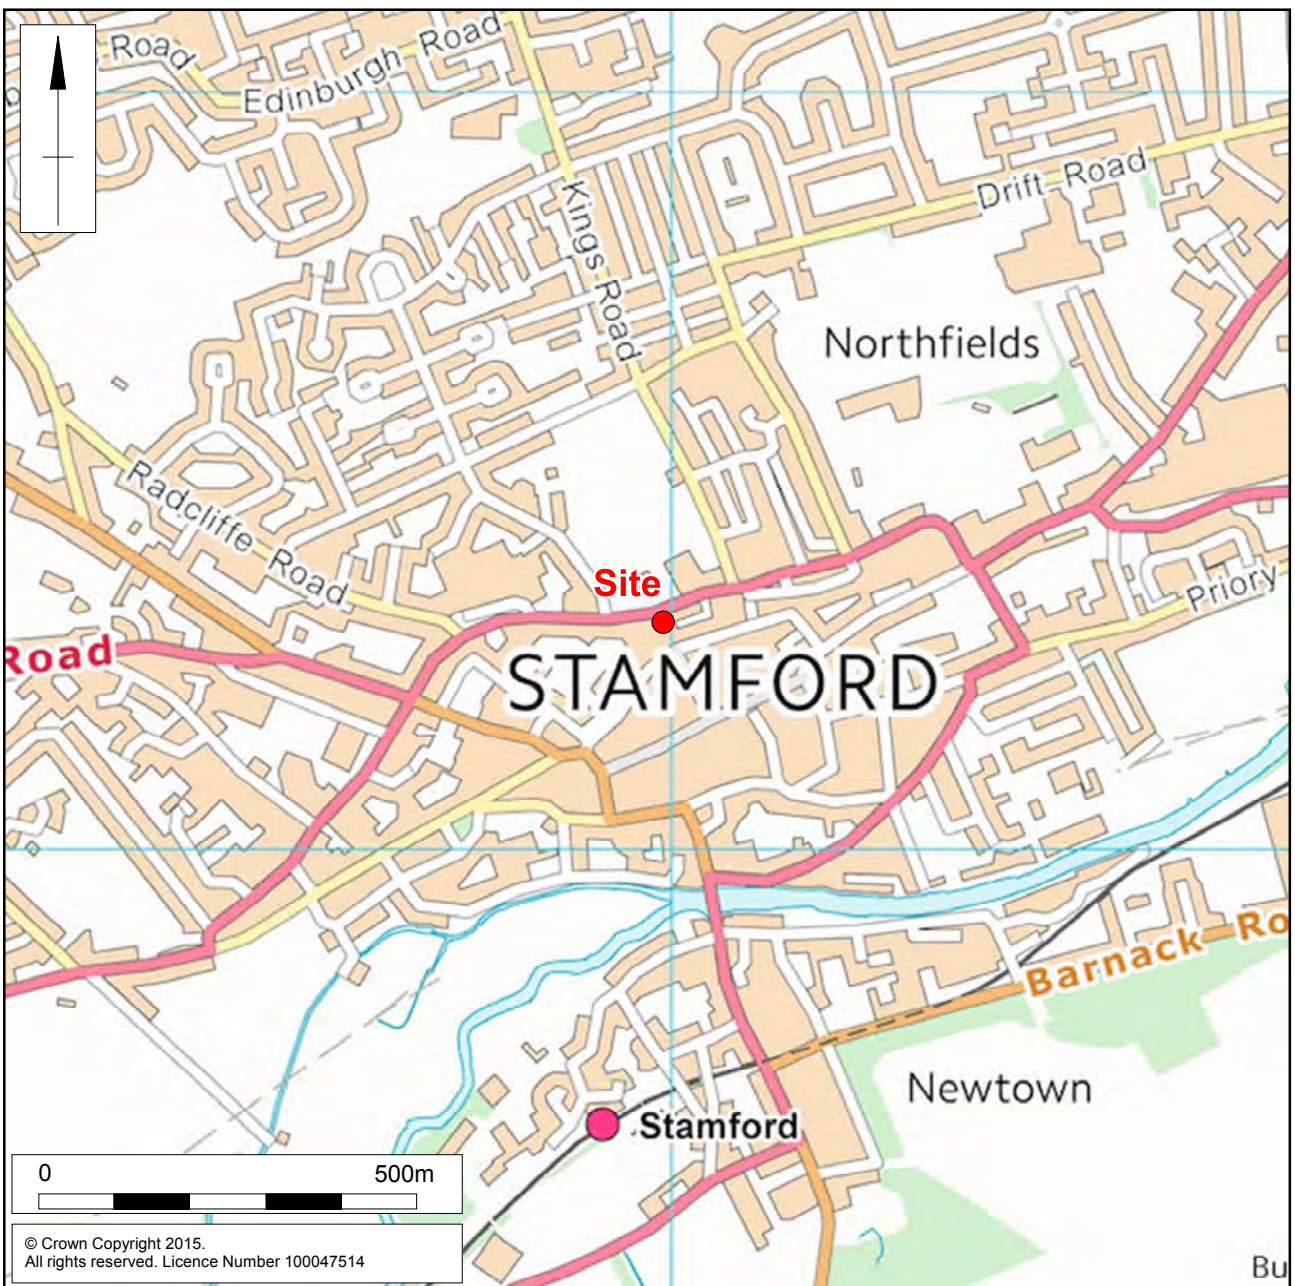 Road
Edinburgh Road
Drift Road
Kings Road
Northfields
Radcliffe Road
Site
Priory
Road
STAMFORD
Barnack Ro
Newtown
Stamford
0 500m
© Crown Copyright 2015.
All rights reserved. Licence Number 100047514
Bu